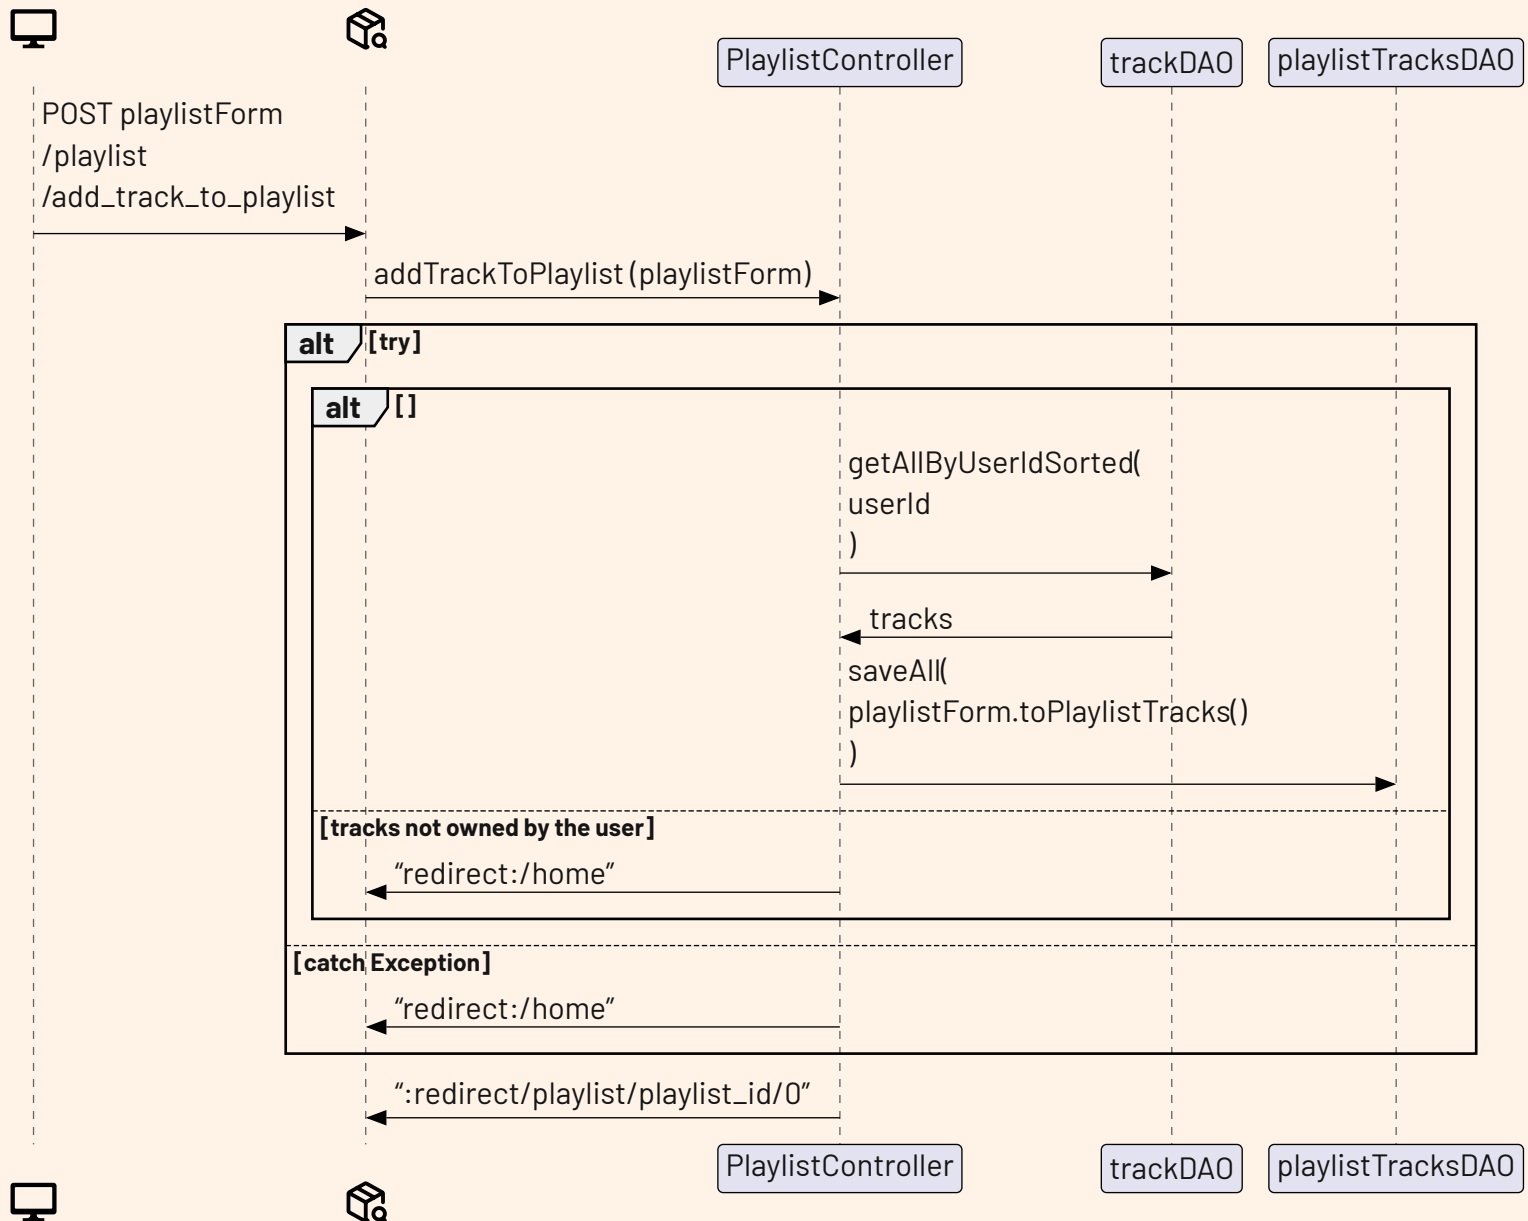 PlaylistController
trackDAO
playlistTracksDAO
POST playlistForm
/playlist
/add_track_to_playlist
addTrackToPlaylist (playlistForm)
alt [try]
alt []
getAllByUserIdSorted(
userId
)
tracks
saveAll(
playlistForm.toPlaylistTracks()
)
[tracks not owned by the user]
“redirect:/home”
[catch Exception]
“redirect:/home”
“:redirect/playlist/playlist_id/0”
PlaylistController
trackDAO
playlistTracksDAO